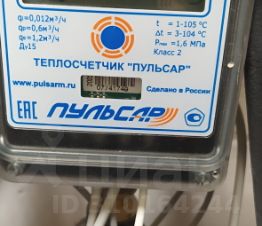 qᵢ=0,012м³/ч
qₚ=0,6м³/ч
qₛ=1,2м³/ч
Ду15
t = 1-105 °C
Δt = 3-104 °C
Pmax =1,6 МПа
Класс 2
ТЕПЛОСЧЕТЧИК "ПУЛЬСАР"
www.pulsarm.ru
Сделано в России
EAC ПУЛЬСАР